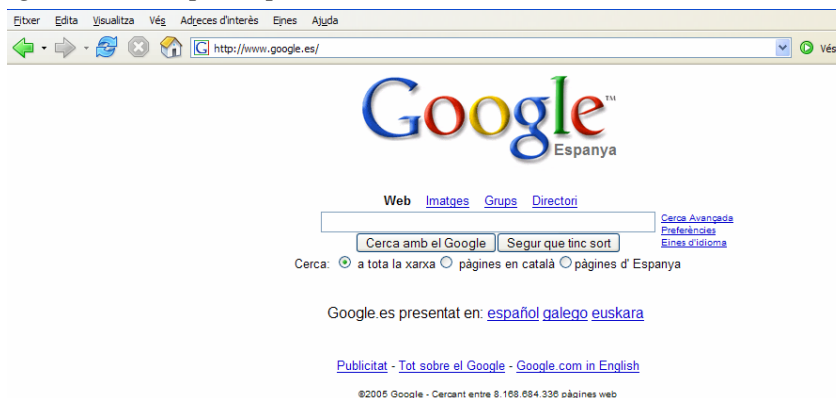 Fitxer Edita Visualitza Vés Adreces d'interès Eines Ajuda
http://www.google.es/ Vés
Google™
Espanya
Web Imatges Grups Directori
Cerca Avançada
Preferències
Eines d'idioma
Cerca amb el Google Segur que tinc sort
Cerca: a tota la xarxa pàgines en català pàgines d' Espanya
Google.es presentat en: español galego euskara
Publicitat - Tot sobre el Google - Google.com in English
©2005 Google - Cercant entre 8.168.684.336 pàgines web